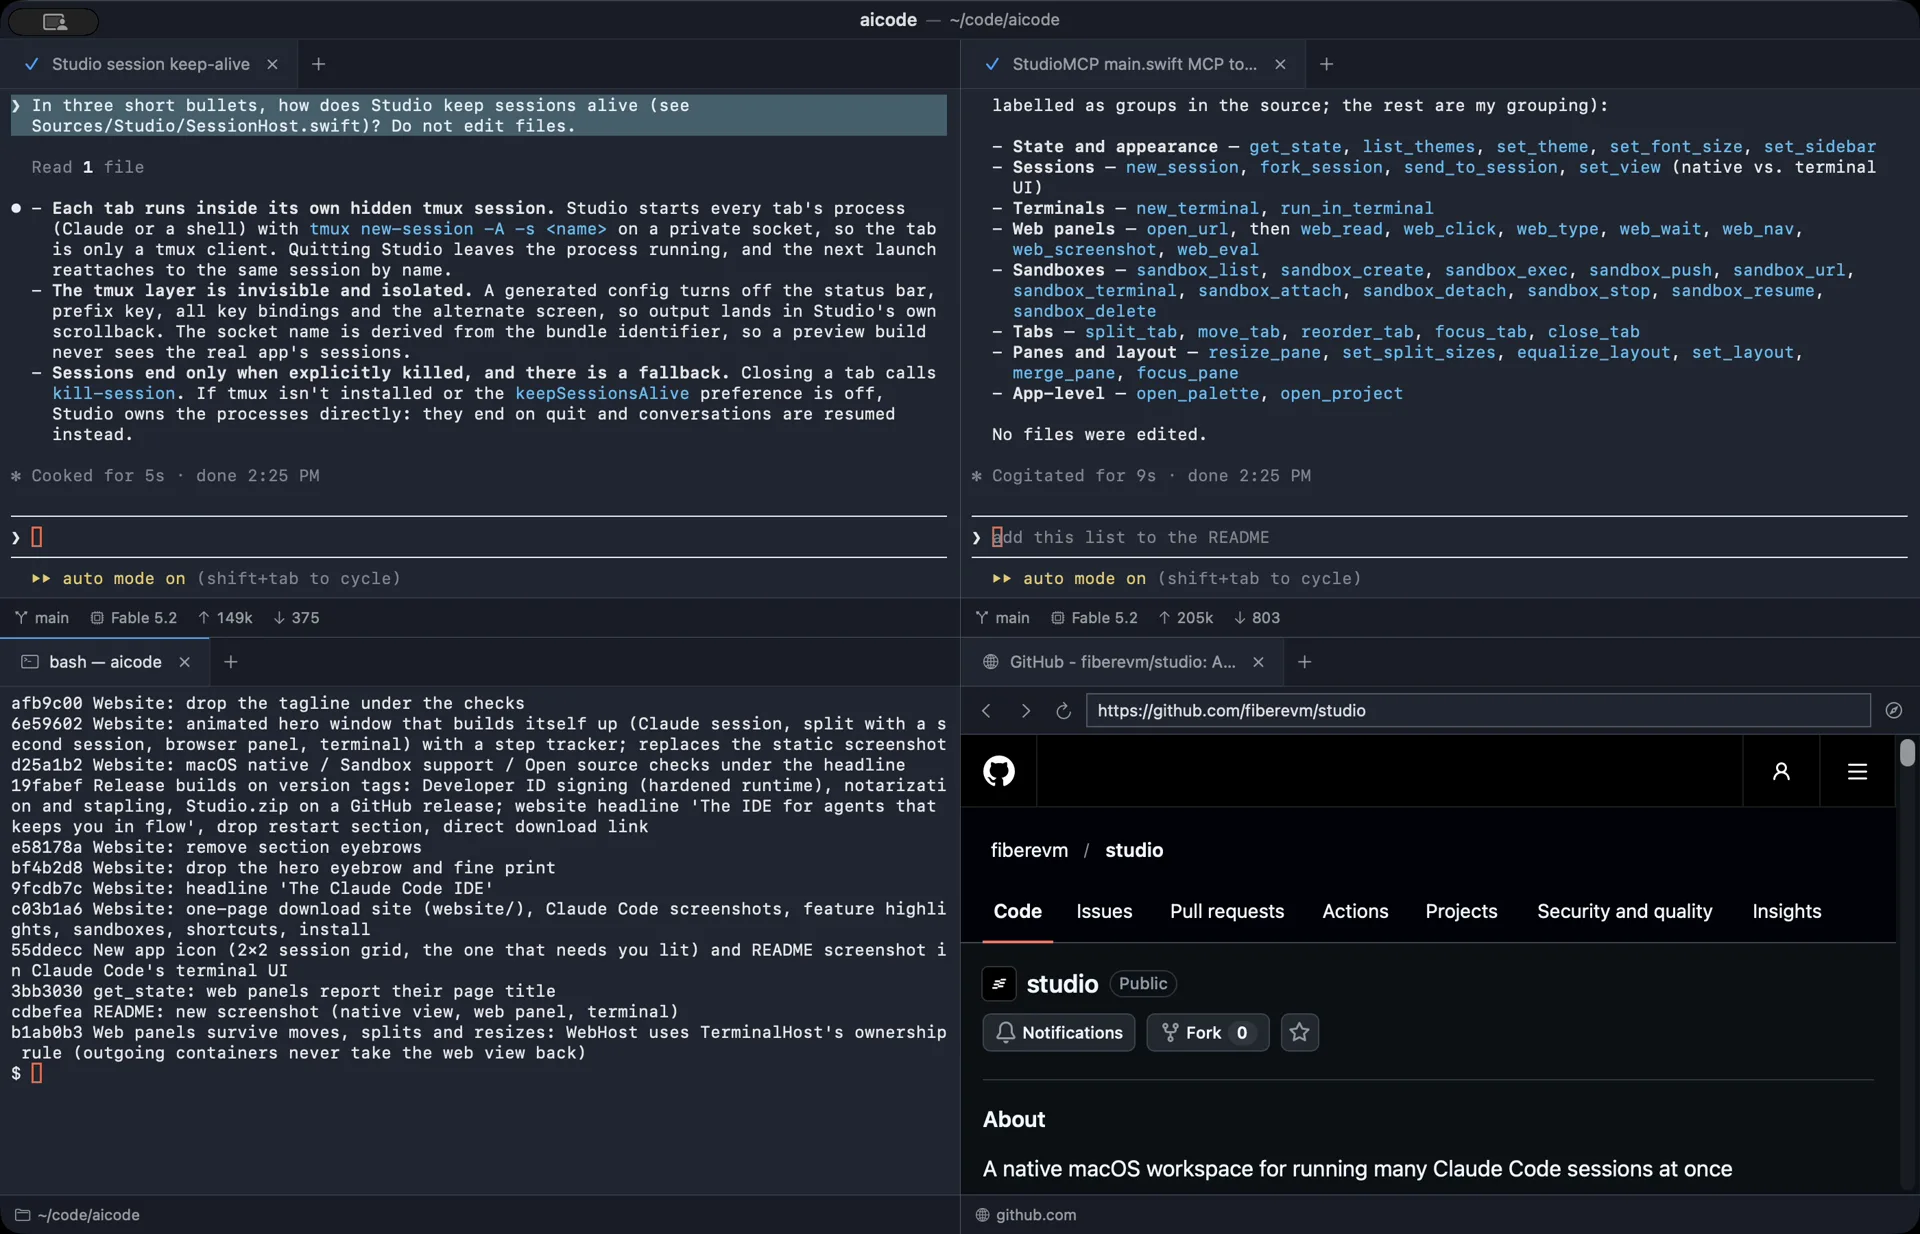 aicode — ~/code/aicode
Studio session keep-alive
❯ In three short bullets, how does Studio keep sessions alive (see
Sources/Studio/SessionHost.swift)? Do not edit files.
Read 1 file
– Each tab runs inside its own hidden tmux session. Studio starts every tab's process
(Claude or a shell) with tmux new-session -A -s <name> on a private socket, so the tab
is only a tmux client. Quitting Studio leaves the process running, and the next launch
reattaches to the same session by name.
– The tmux layer is invisible and isolated. A generated config turns off the status bar,
prefix key, all key bindings and the alternate screen, so output lands in Studio's own
scrollback. The socket name is derived from the bundle identifier, so a preview build
never sees the real app's sessions.
– Sessions end only when explicitly killed, and there is a fallback. Closing a tab calls
kill-session. If tmux isn't installed or the keepSessionsAlive preference is off,
Studio owns the processes directly: they end on quit and conversations are resumed
instead.
✻ Cooked for 5s · done 2:25 PM
❯
auto mode on (shift+tab to cycle)
main Fable 5.2 ↑ 149k ↓ 375
StudioMCP main.swift MCP to...
labelled as groups in the source; the rest are my grouping):
– State and appearance — get_state, list_themes, set_theme, set_font_size, set_sidebar
– Sessions — new_session, fork_session, send_to_session, set_view (native vs. terminal
UI)
– Terminals — new_terminal, run_in_terminal
– Web panels — open_url, then web_read, web_click, web_type, web_wait, web_nav,
web_screenshot, web_eval
– Sandboxes — sandbox_list, sandbox_create, sandbox_exec, sandbox_push, sandbox_url,
sandbox_terminal, sandbox_attach, sandbox_detach, sandbox_stop, sandbox_resume,
sandbox_delete
– Tabs — split_tab, move_tab, reorder_tab, focus_tab, close_tab
– Panes and layout — resize_pane, set_split_sizes, equalize_layout, set_layout,
merge_pane, focus_pane
– App-level — open_palette, open_project
No files were edited.
✻ Cogitated for 9s · done 2:25 PM
❯ add this list to the README
auto mode on (shift+tab to cycle)
main Fable 5.2 ↑ 205k ↓ 803
bash — aicode
afb9c00 Website: drop the tagline under the checks
6e59602 Website: animated hero window that builds itself up (Claude session, split with a s
econd session, browser panel, terminal) with a step tracker; replaces the static screenshot
d25a1b2 Website: macOS native / Sandbox support / Open source checks under the headline
19fabef Release builds on version tags: Developer ID signing (hardened runtime), notarizati
on and stapling, Studio.zip on a GitHub release; website headline 'The IDE for agents that
keeps you in flow', drop restart section, direct download link
e58178a Website: remove section eyebrows
bf4b2d8 Website: drop the hero eyebrow and fine print
9fcdb7c Website: headline 'The Claude Code IDE'
c03b1a6 Website: one-page download site (website/), Claude Code screenshots, feature highli
ghts, sandboxes, shortcuts, install
55ddecc New app icon (2×2 session grid, the one that needs you lit) and README screenshot i
n Claude Code's terminal UI
3bb3030 get_state: web panels report their page title
cdbefea README: new screenshot (native view, web panel, terminal)
b1ab0b3 Web panels survive moves, splits and resizes: WebHost uses TerminalHost's ownership
rule (outgoing containers never take the web view back)
$
~/code/aicode
GitHub - fiberevm/studio: A...
https://github.com/fiberevm/studio
fiberevm / studio
Code Issues Pull requests Actions Projects Security and quality Insights
studio Public
Notifications Fork 0
About
A native macOS workspace for running many Claude Code sessions at once
github.com